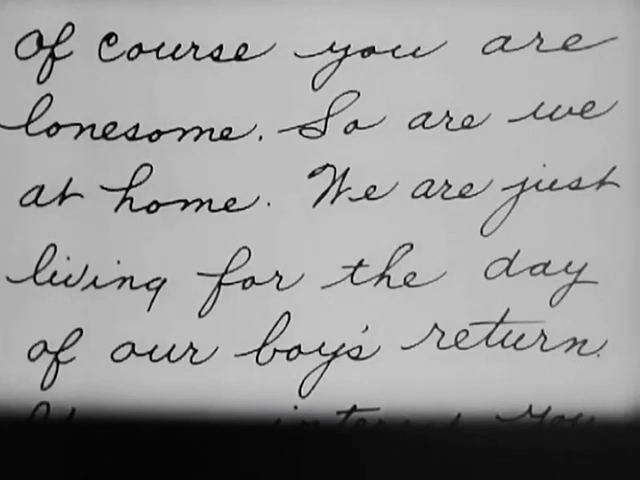 Of course you are
lonesome. So are we
at home. We are just
living for the day
of our boy's return.